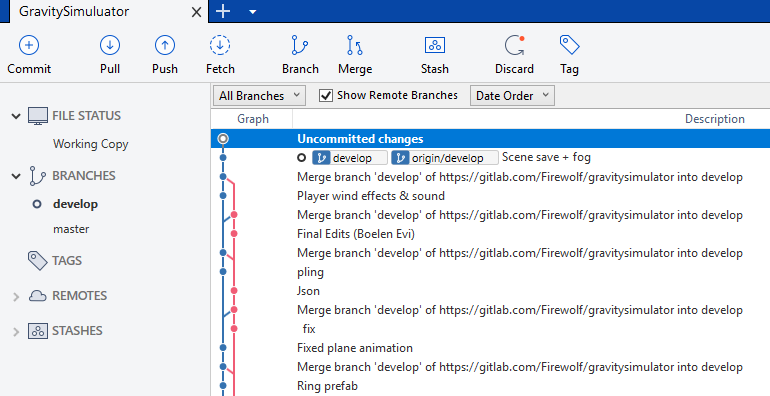 GravitySimuluator
Commit Pull Push Fetch Branch Merge Stash Discard Tag
All Branches Show Remote Branches Date Order
Graph Description
FILE STATUS
Working Copy
BRANCHES
develop
master
TAGS
REMOTES
STASHES
Uncommitted changes
develop origin/develop Scene save + fog
Merge branch 'develop' of https://gitlab.com/Firewolf/gravitysimulator into develop
Player wind effects & sound
Merge branch 'develop' of https://gitlab.com/Firewolf/gravitysimulator into develop
Final Edits (Boelen Evi)
Merge branch 'develop' of https://gitlab.com/Firewolf/gravitysimulator into develop
pling
Json
Merge branch 'develop' of https://gitlab.com/Firewolf/gravitysimulator into develop
fix
Fixed plane animation
Merge branch 'develop' of https://gitlab.com/Firewolf/gravitysimulator into develop
Ring prefab